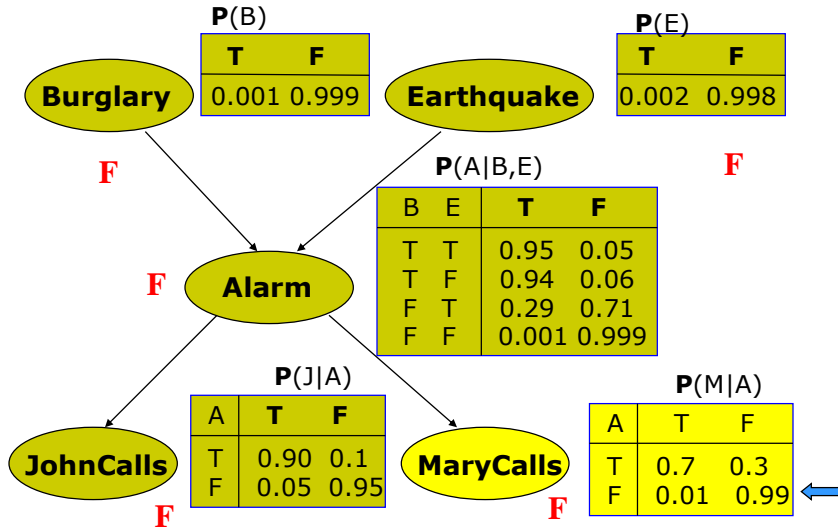 P(B)
T F
0.001 0.999
P(E)
T F
0.002 0.998
Burglary
Earthquake
F
F
P(A|B,E)
B E T F
T T 0.95 0.05
T F 0.94 0.06
F T 0.29 0.71
F F 0.001 0.999
F
Alarm
P(J|A)
A T F
T 0.90 0.1
F 0.05 0.95
P(M|A)
A T F
T 0.7 0.3
F 0.01 0.99
JohnCalls
MaryCalls
F
F